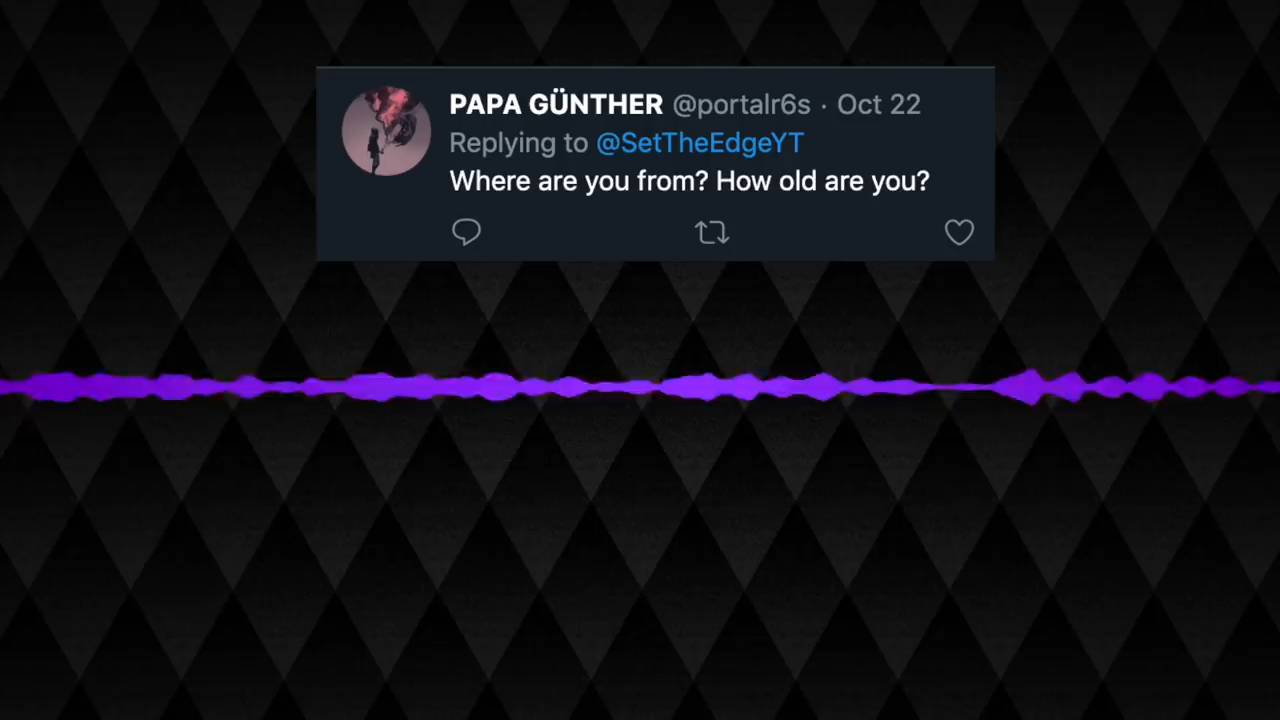 PAPA GÜNTHER @portalr6s · Oct 22
Replying to @SetTheEdgeYT
Where are you from? How old are you?